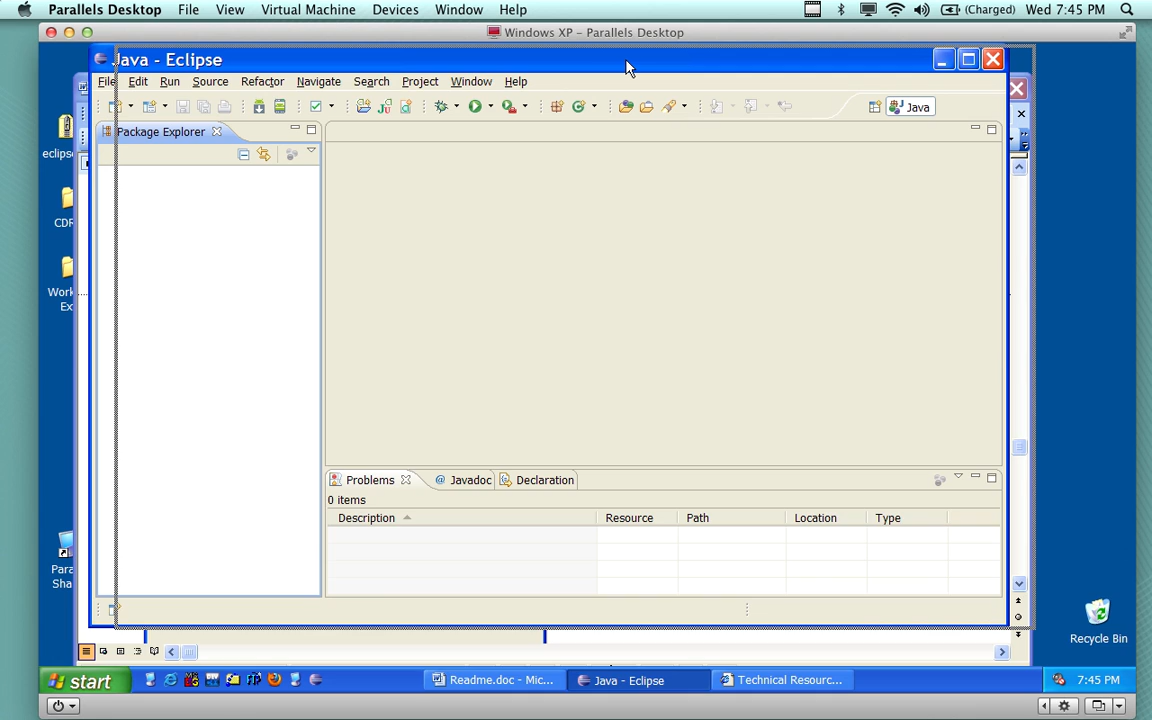 Parallels Desktop File View Virtual Machine Devices Window Help (Charged) Wed 7:45 PM
Windows XP – Parallels Desktop
Java - Eclipse
File Edit Run Source Refactor Navigate Search Project Window Help
Java
Package Explorer
eclipse
CDR
Work
Ex
Problems @ Javadoc Declaration
0 items
Description Resource Path Location Type
Para
Sha
Recycle Bin
start Readme.doc - Mic... Java - Eclipse Technical Resourc... 7:45 PM